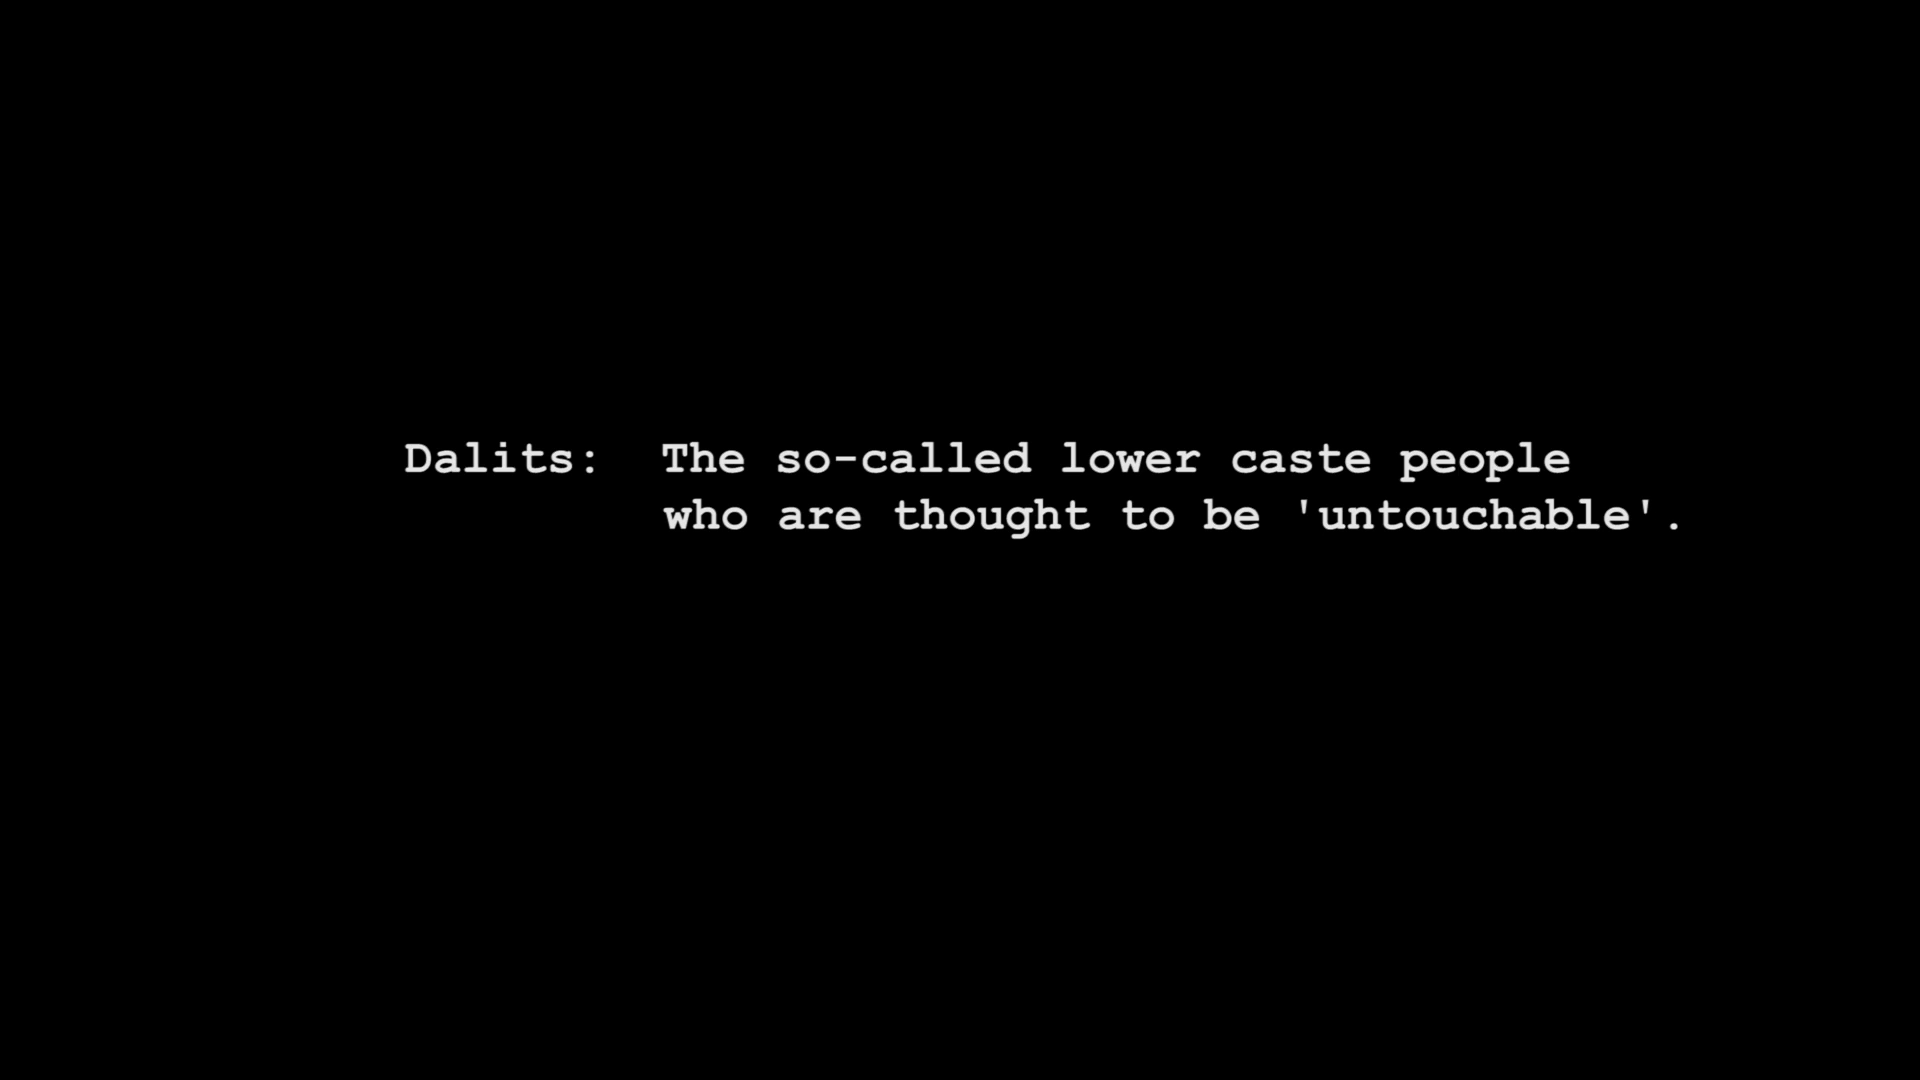 Dalits: The so-called lower caste people
who are thought to be 'untouchable'.